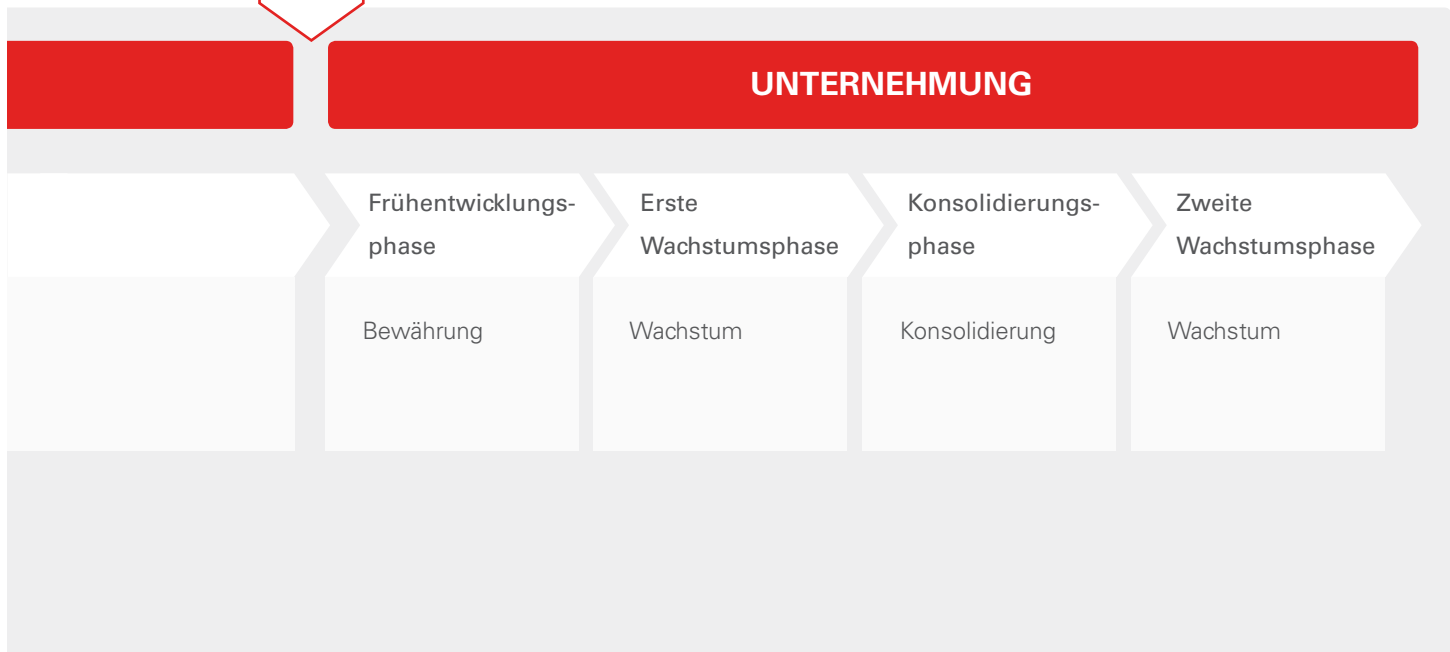 UNTERNEHMUNG
Frühentwicklungs-
phase
Erste
Wachstumsphase
Konsolidierungs-
phase
Zweite
Wachstumsphase
Bewährung
Wachstum
Konsolidierung
Wachstum